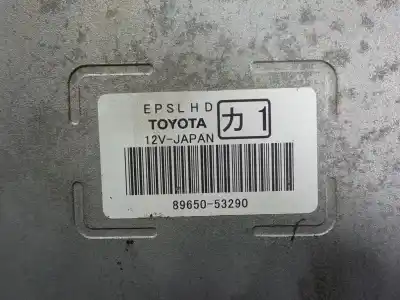 EPSLHD
TOYOTA
カ1
12V-JAPAN
89650-53290